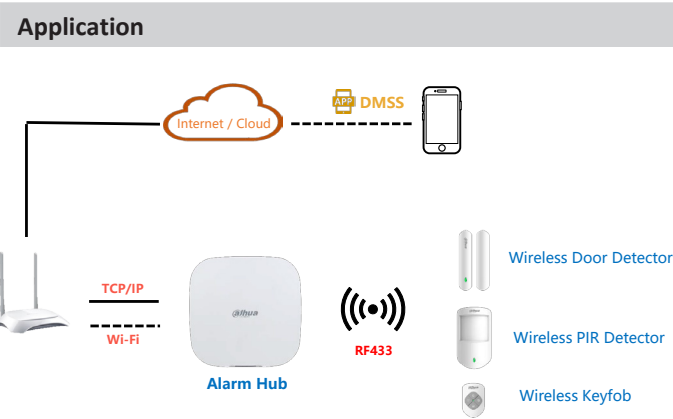 Application
APP DMSS
Internet / Cloud
Wireless Door Detector
TCP/IP
alhua
Wi-Fi
RF433
Wireless PIR Detector
Alarm Hub
Wireless Keyfob